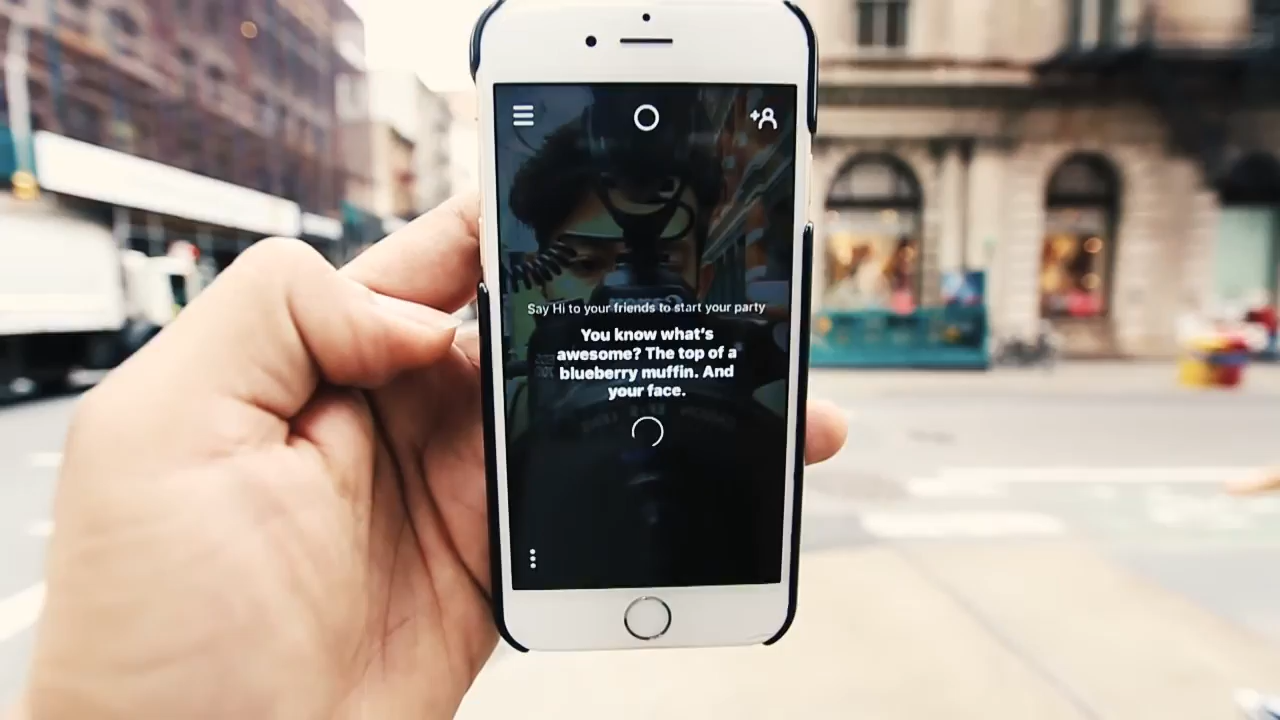 Say Hi to your friends to start your party
You know what's
awesome? The top of a
blueberry muffin. And
your face.